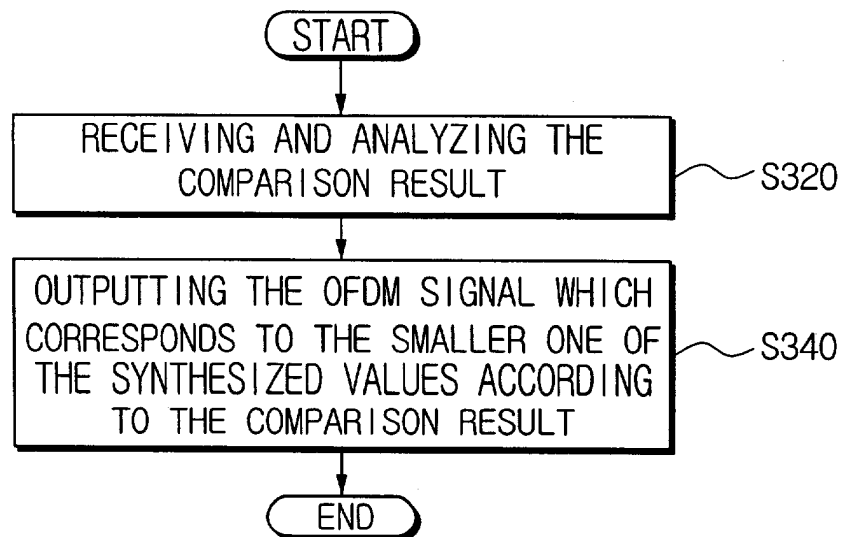 START
RECEIVING AND ANALYZING THE
COMPARISON RESULT
S320
OUTPUTTING THE OFDM SIGNAL WHICH
CORRESPONDS TO THE SMALLER ONE OF
THE SYNTHESIZED VALUES ACCORDING
TO THE COMPARISON RESULT
S340
END